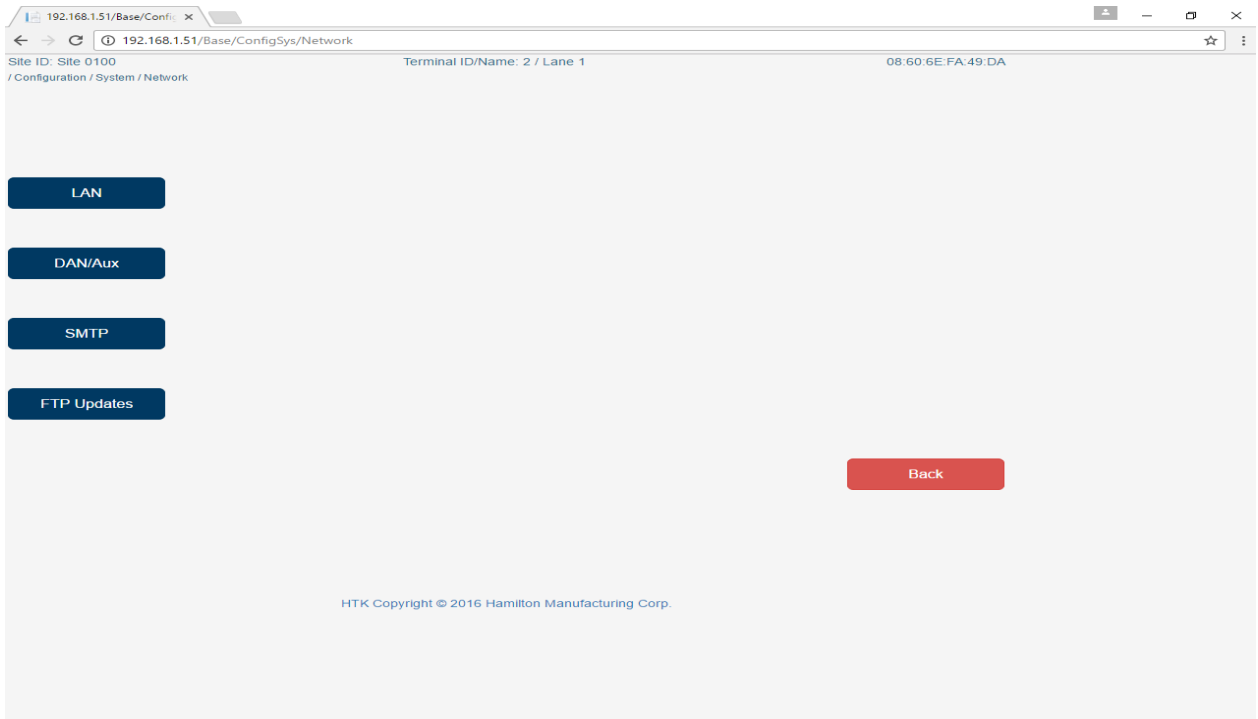 192.168.1.51/Base/Confi
192.168.1.51/Base/ConfigSys/Network
Site ID: Site 0100 Terminal ID/Name: 2 / Lane 1 08:60:6E:FA:49:DA
/ Configuration / System / Network
LAN
DAN/Aux
SMTP
FTP Updates
Back
HTK Copyright © 2016 Hamilton Manufacturing Corp.